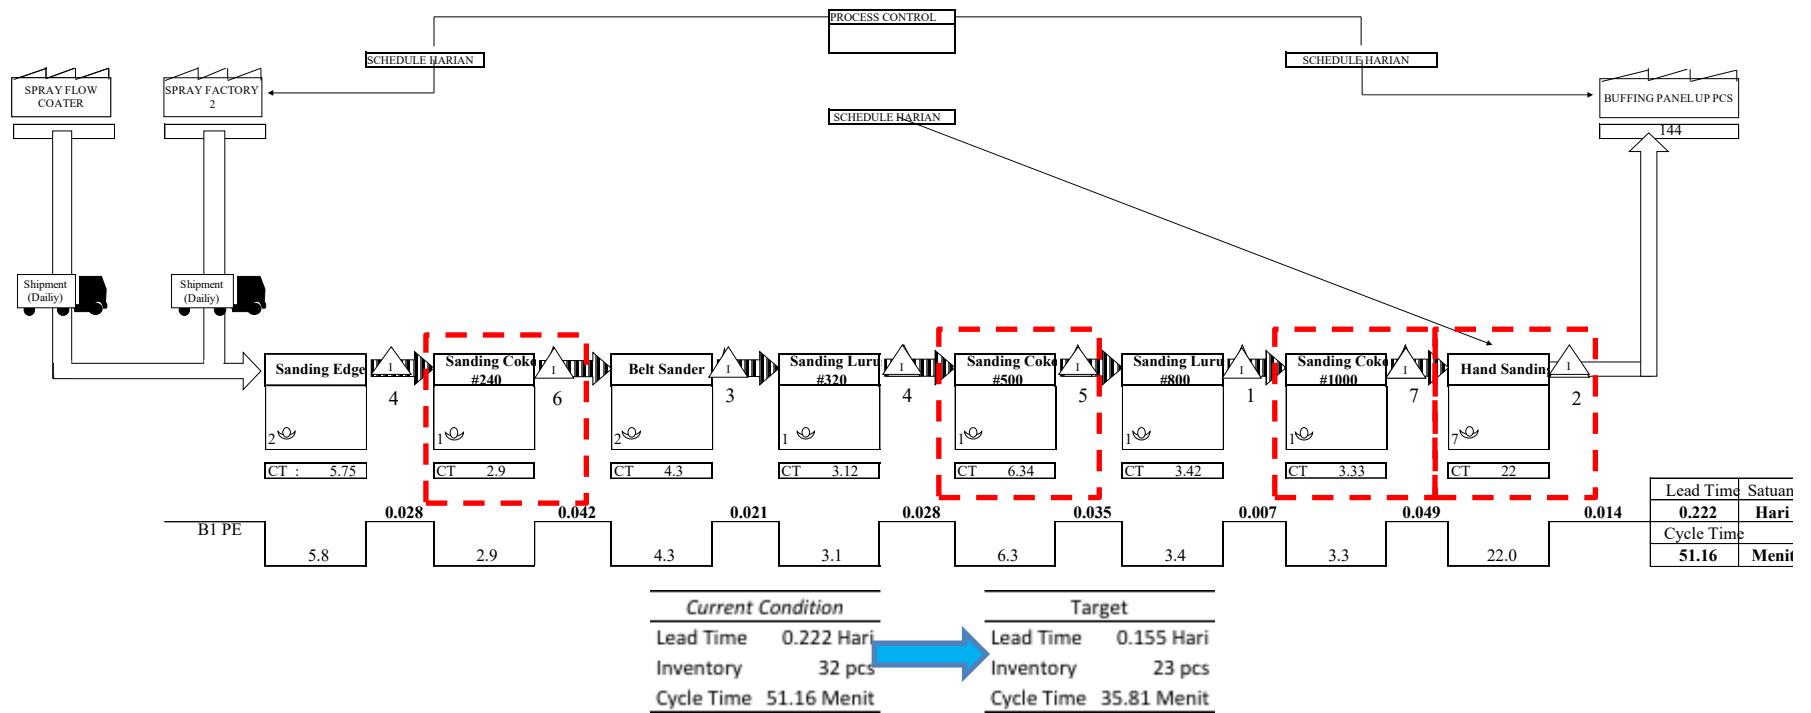 PROCESS CONTROL
SCHEDULE HARIAN
SCHEDULE HARIAN
SPRAY FLOW
COATER
SPRAY FACTORY
2
BUFFING PANEL UP PCS
SCHEDULE HARIAN
144
Shipment
(Dailiy)
Shipment
(Dailiy)
Sanding Edge
I
4
Sanding Coko
#240
I
6
Belt Sander
I
3
Sanding Luru
#320
I
4
Sanding Coko
#500
I
5
Sanding Luru
#800
I
1
Sanding Coko
#1000
I
7
Hand Sanding
I
2
2
1
2
1
1
1
1
7
CT : 5.75
CT 2.9
CT 4.3
CT 3.12
CT 6.34
CT 3.42
CT 3.33
CT 22
0.028 0.042 0.021 0.028 0.035 0.007 0.049 0.014
B1 PE
5.8 2.9 4.3 3.1 6.3 3.4 3.3 22.0
Lead Time Satuan
0.222 Hari
Cycle Time
51.16 Menit
Current Condition
Lead Time 0.222 Hari
Inventory 32 pcs
Cycle Time 51.16 Menit
Target
Lead Time 0.155 Hari
Inventory 23 pcs
Cycle Time 35.81 Menit